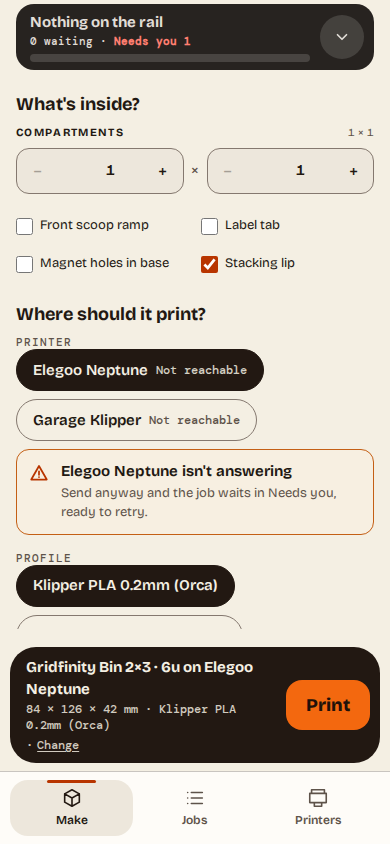 Nothing on the rail
0 waiting · Needs you 1
What's inside?
COMPARTMENTS 1 × 1
− 1 + × − 1 +
Front scoop ramp Label tab
Magnet holes in base Stacking lip
Where should it print?
PRINTER
Elegoo Neptune Not reachable
Garage Klipper Not reachable
Elegoo Neptune isn't answering
Send anyway and the job waits in Needs you,
ready to retry.
PROFILE
Klipper PLA 0.2mm (Orca)
Gridfinity Bin 2×3 · 6u on Elegoo
Neptune
84 × 126 × 42 mm · Klipper PLA
0.2mm (Orca)
· Change
Print
Make Jobs Printers